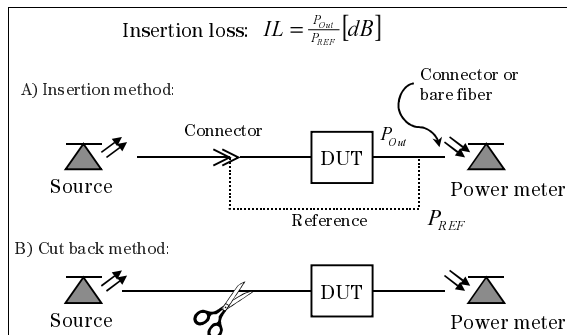 Insertion loss: IL = P_Out / P_REF [dB]
A) Insertion method:
Connector or
bare fiber
Connector
P_Out
DUT
Source
Power meter
Reference
P_REF
B) Cut back method:
DUT
Source
Power meter